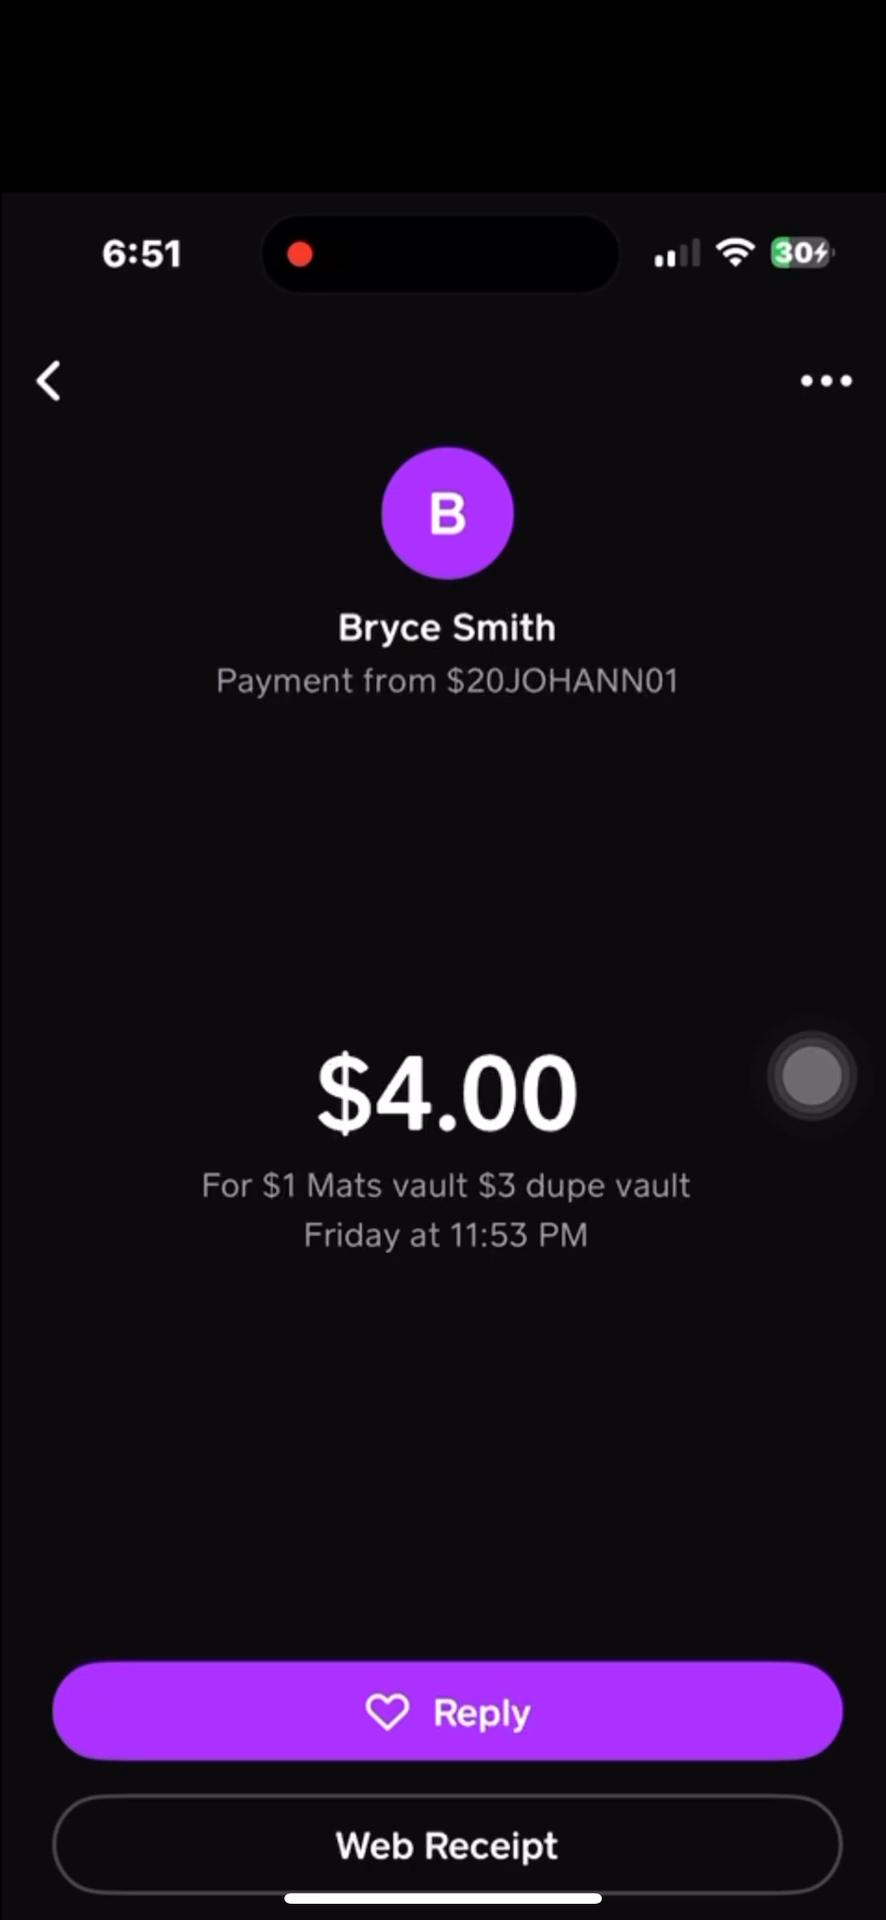 6:51
30
B
Bryce Smith
Payment from $20JOHANN01
$4.00
For $1 Mats vault $3 dupe vault
Friday at 11:53 PM
Reply
Web Receipt